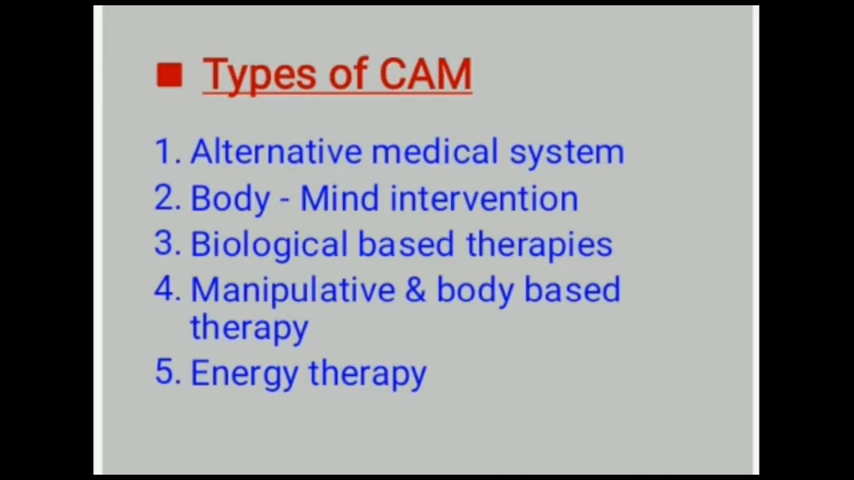 Types of CAM
1. Alternative medical system
2. Body - Mind intervention
3. Biological based therapies
4. Manipulative & body based
therapy
5. Energy therapy